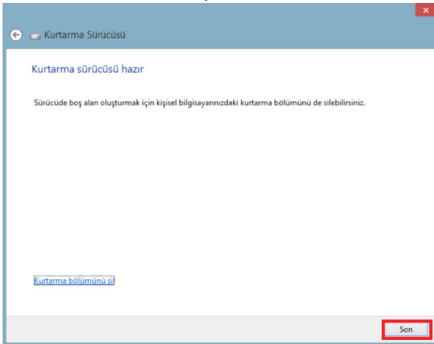 Kurtarma Sürücüsü
Kurtarma sürücüsü hazır
Sürücüde boş alan oluşturmak için kişisel bilgisayarınızdaki kurtarma bölümünü de silebilirsiniz.
Kurtarma bölümünü sil
Son